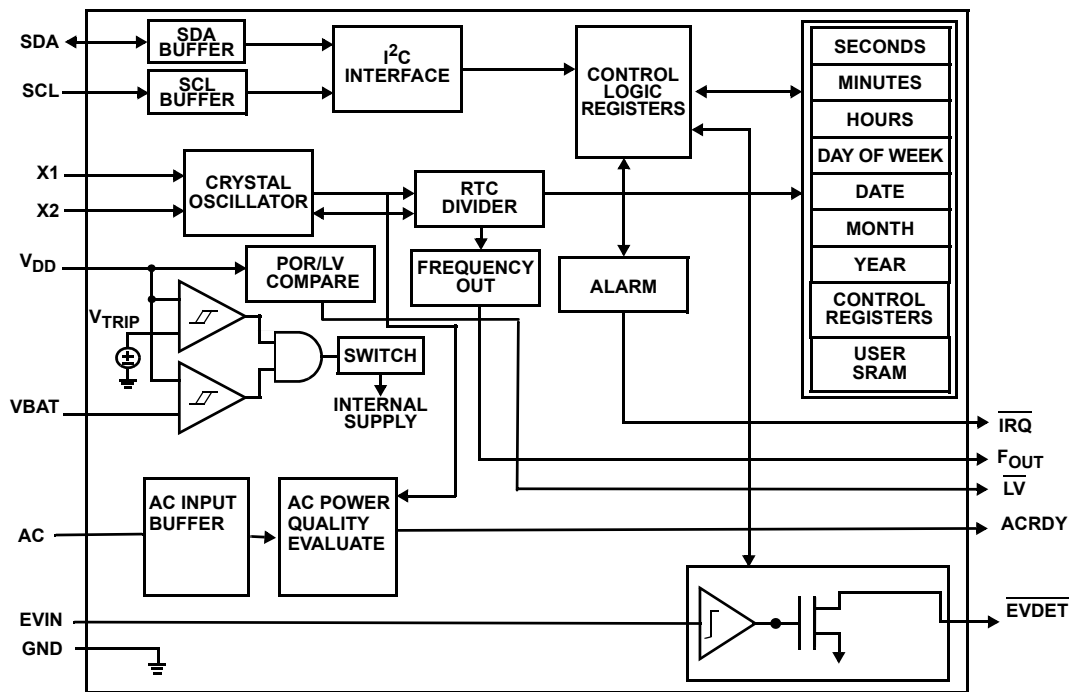 SDA
SDA
BUFFER
I²C
INTERFACE
CONTROL
LOGIC
REGISTERS
SECONDS
MINUTES
HOURS
DAY OF WEEK
DATE
MONTH
YEAR
CONTROL
REGISTERS
USER
SRAM
SCL
SCL
BUFFER
X1
X2
CRYSTAL
OSCILLATOR
RTC
DIVIDER
VDD
POR/LV
COMPARE
FREQUENCY
OUT
ALARM
VTRIP
SWITCH
INTERNAL
SUPPLY
VBAT
IRQ
FOUT
LV
AC
AC INPUT
BUFFER
AC POWER
QUALITY
EVALUATE
ACRDY
EVIN
EVDET
GND